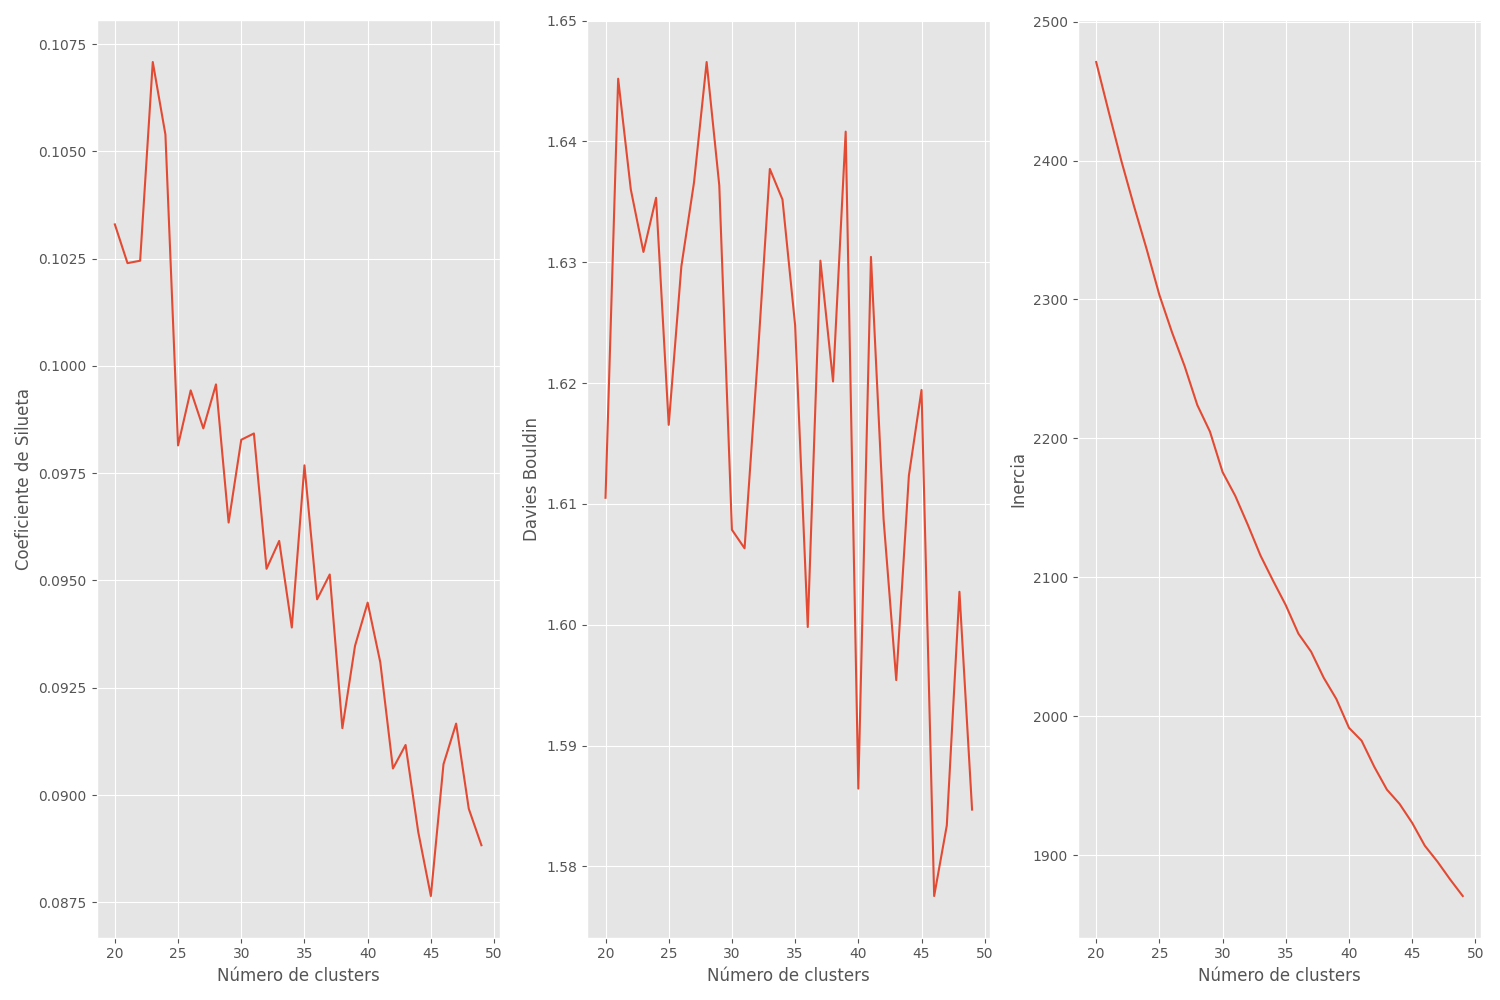 Coeficiente de Silueta
0.1075
0.1050
0.1025
0.1000
0.0975
0.0950
0.0925
0.0900
0.0875
20 25 30 35 40 45 50
Número de clusters
Davies Bouldin
1.65
1.64
1.63
1.62
1.61
1.60
1.59
1.58
20 25 30 35 40 45 50
Número de clusters
Inercia
2500
2400
2300
2200
2100
2000
1900
20 25 30 35 40 45 50
Número de clusters